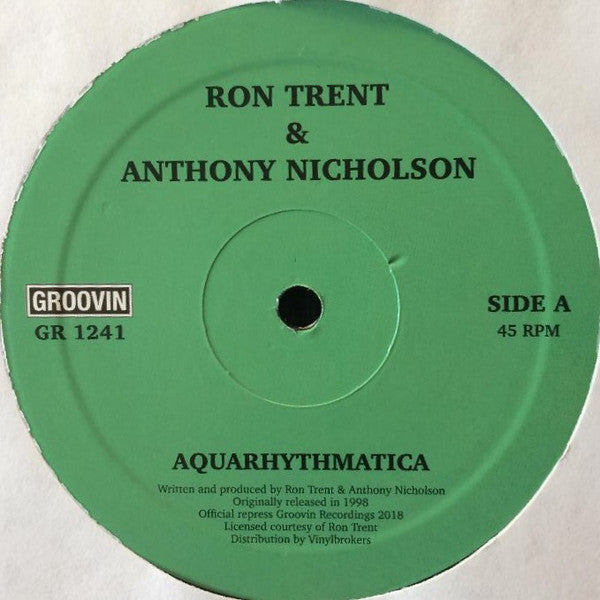 RON TRENT
&
ANTHONY NICHOLSON
GROOVIN
GR 1241
SIDE A
45 RPM
AQUARHYTHMATICA
Written and produced by Ron Trent & Anthony Nicholson
Originally released in 1998
Official repress Groovin Recordings 2018
Licensed courtesy of Ron Trent
Distribution by Vinylbrokers